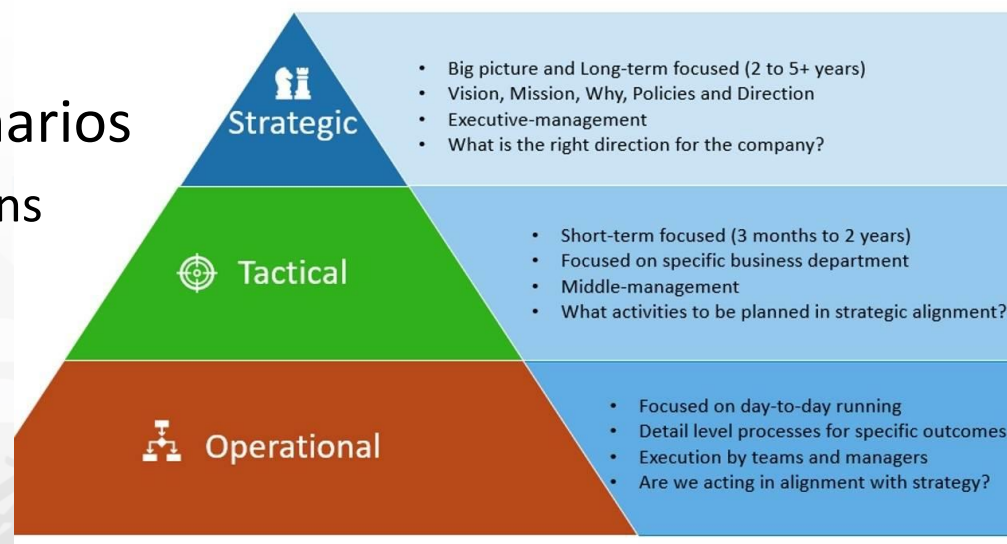 narios
ns
Strategic
• Big picture and Long-term focused (2 to 5+ years)
• Vision, Mission, Why, Policies and Direction
• Executive-management
• What is the right direction for the company?
Tactical
• Short-term focused (3 months to 2 years)
• Focused on specific business department
• Middle-management
• What activities to be planned in strategic alignment?
Operational
• Focused on day-to-day running
• Detail level processes for specific outcomes
• Execution by teams and managers
• Are we acting in alignment with strategy?